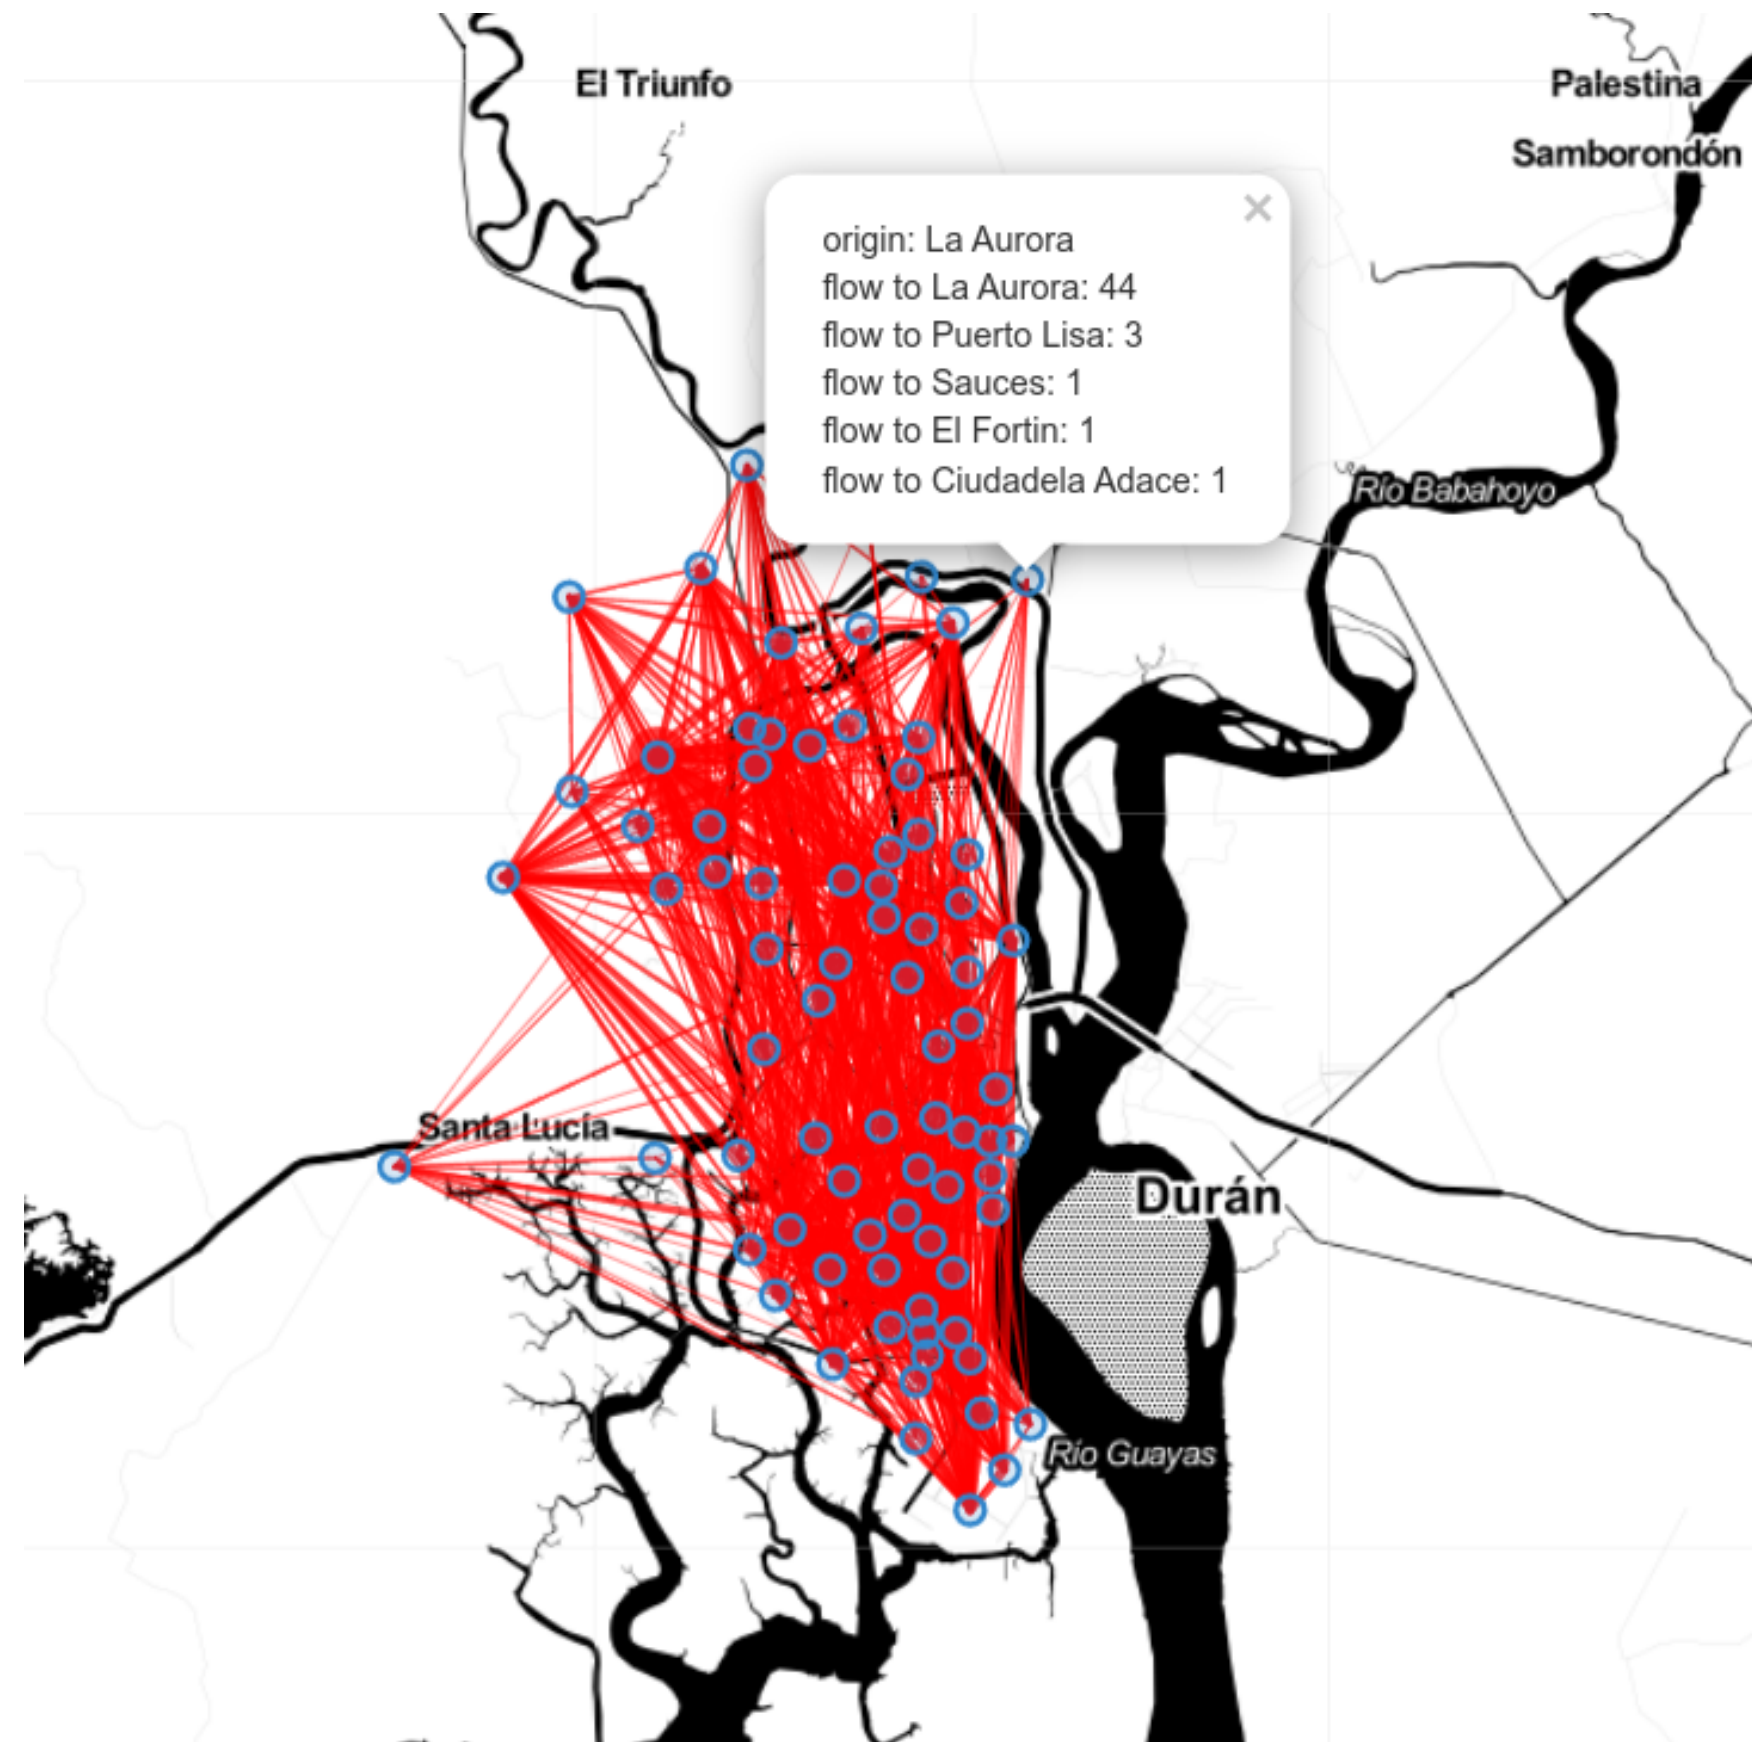 El Triunfo
Palestina
Samborondón
×
origin: La Aurora
flow to La Aurora: 44
flow to Puerto Lisa: 3
flow to Sauces: 1
flow to El Fortin: 1
flow to Ciudadela Adace: 1
Río Babahoyo
Santa Lucía
Durán
Río Guayas